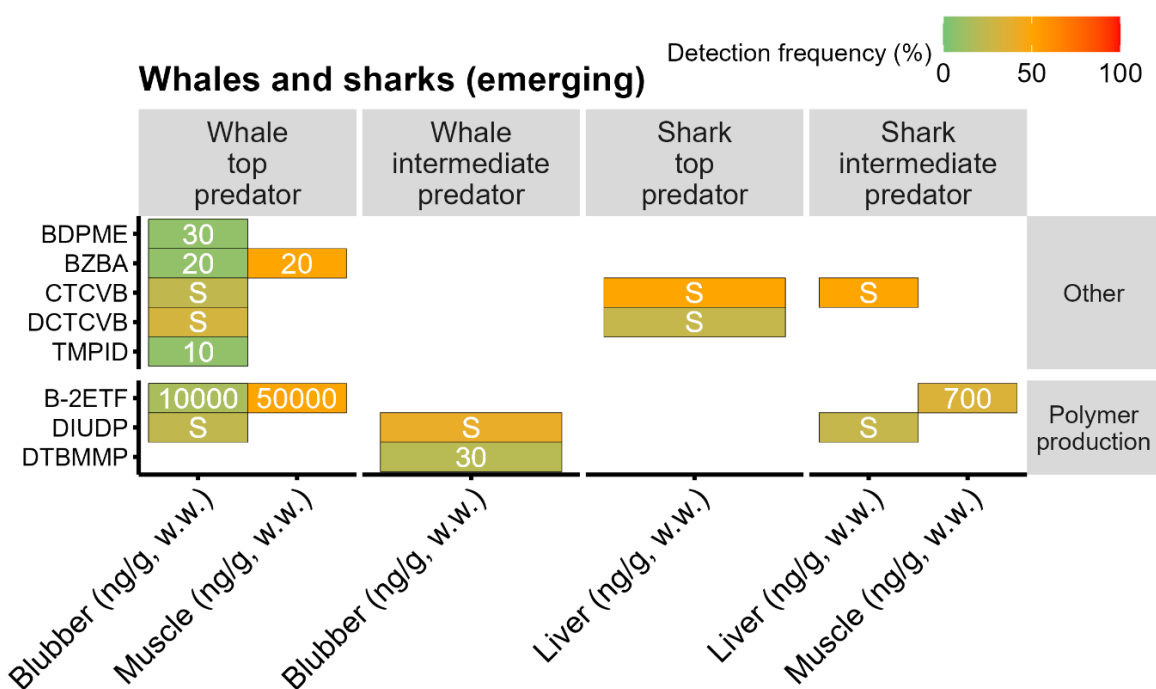 Detection frequency (%)
0 50 100
Whales and sharks (emerging)
Whale
top
predator
Whale
intermediate
predator
Shark
top
predator
Shark
intermediate
predator
BDPME 30
BZBA 20 20
CTCVB S S S
DCTCVB S S
TMPID 10
Other
B-2ETF 10000 50000 700
DIUDP S S S
DTBMMP 30
Polymer
production
Blubber (ng/g, w.w.)
Muscle (ng/g, w.w.)
Blubber (ng/g, w.w.)
Liver (ng/g, w.w.)
Liver (ng/g, w.w.)
Muscle (ng/g, w.w.)